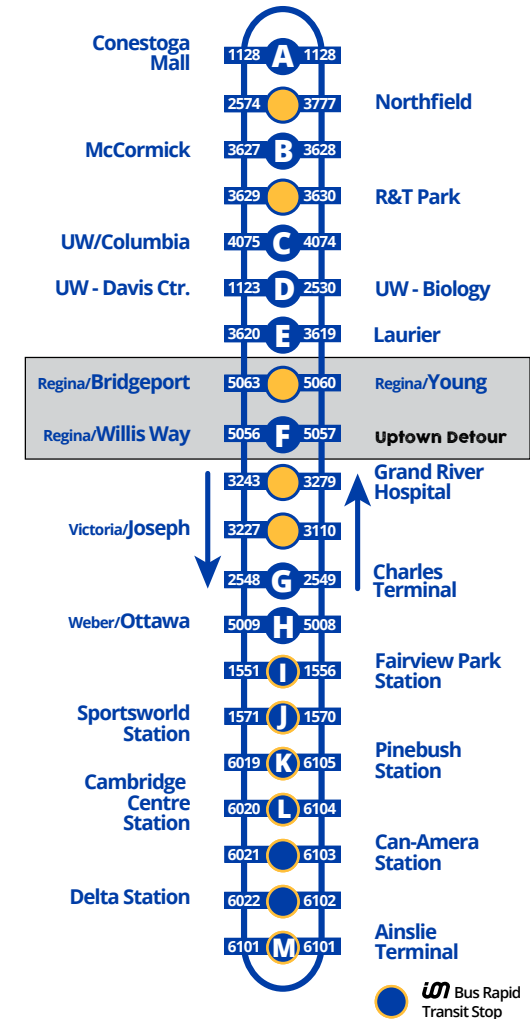 Conestoga
Mall
1128 A 1128
2574 3777
Northfield
McCormick
3627 B 3628
3629 3630
R&T Park
UW/Columbia
4075 C 4074
UW - Davis Ctr.
1123 D 2530
UW - Biology
3620 E 3619
Laurier
Regina/Bridgeport
5063 5060
Regina/Young
Regina/Willis Way
5056 F 5057
Uptown Detour
3243 3279
Grand River
Hospital
Victoria/Joseph
3227 3110
2548 G 2549
Charles
Terminal
Weber/Ottawa
5009 H 5008
1551 I 1556
Fairview Park
Station
Sportsworld
Station
1571 J 1570
6019 K 6105
Pinebush
Station
Cambridge
Centre
Station
6020 L 6104
6021 6103
Can-Amera
Station
Delta Station
6022 6102
6101 M 6101
Ainslie
Terminal
ion Bus Rapid
Transit Stop